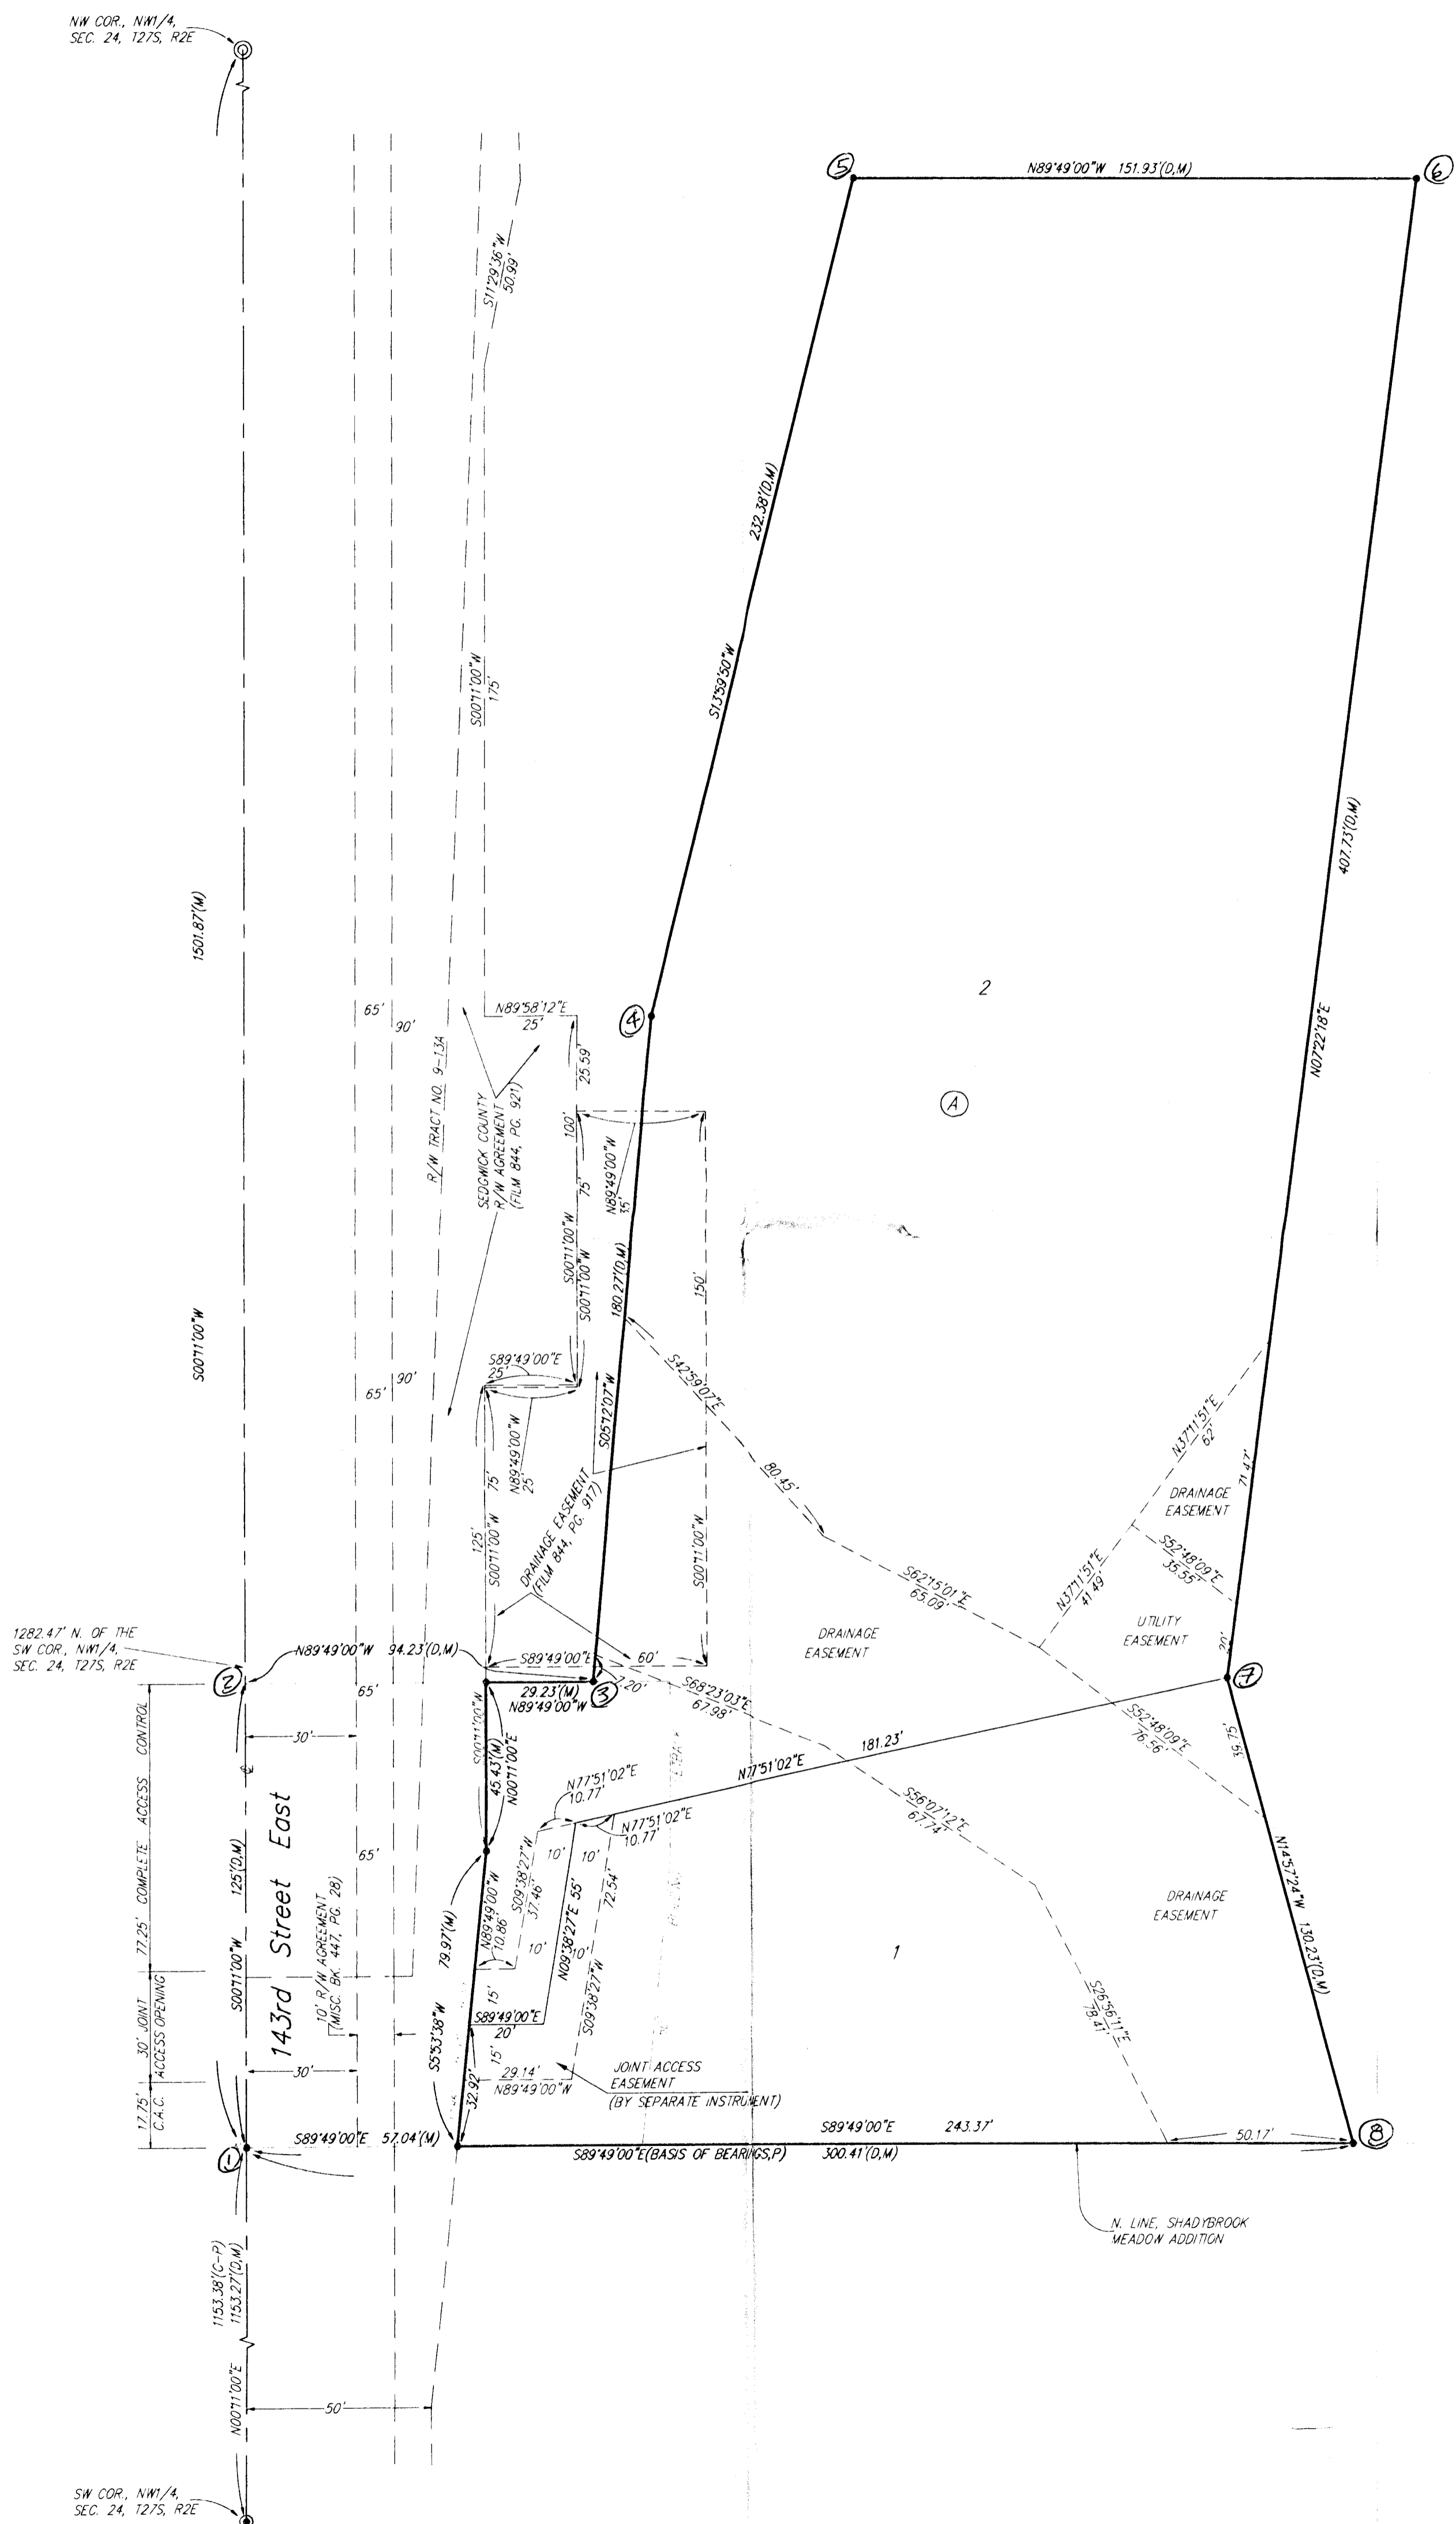 NW COR., NW1/4,
SEC. 24, T27S, R2E
5
N89°49'00"W 151.93'(D,M)
6
S11°29'36"W
50.99'
232.38'(D,M)
S13°59'50"W
S00°11'00"W
175'
407.73'(D,M)
N07°22'18"E
1501.87'(M)
S00°11'00"W
2
4
A
65'
90'
N89°58'12"E
25'
25.59'
100'
75'
N89°49'00"W
35'
R/W TRACT NO. 9-13A
SEDGWICK COUNTY
R/W AGREEMENT
(FILM 844, PG. 921)
S00°11'00"W
S00°11'00"W
180.27'(D,M)
150'
S05°12'07"W
65'
90'
S89°49'00"E
25'
N89°49'00"W
25'
75'
125'
S00°11'00"W
S42°59'07"E
80.45'
DRAINAGE EASEMENT
(FILM 844, PG. 917)
S00°11'00"W
N37°11'51"E
62'
71.47'
DRAINAGE
EASEMENT
S52°48'09"E
35.55'
N37°11'51"E
41.49'
S62°15'01"E
65.09'
UTILITY
EASEMENT
20'
DRAINAGE
EASEMENT
1282.47' N. OF THE
SW COR., NW1/4,
SEC. 24, T27S, R2E
N89°49'00"W 94.23'(D,M)
S89°49'00"E
60'
2
3
7
7.20'
29.23'(M)
N89°49'00"W
65'
S68°23'03"E
67.98'
S52°48'09"E
76.56'
39.75'
30'
S00°11'00"W
45.43'(M)
N00°11'00"E
181.23'
N77°51'02"E
N77°51'02"E
10.77'
N77°51'02"E
10.77'
S56°07'12"E
67.74'
77.25' COMPLETE ACCESS CONTROL
30' JOINT
ACCESS OPENING
17.75'
C.A.C.
S00°11'00"W 125'(D,M)
143rd Street East
10' R/W AGREEMENT
(MISC. BK. 447, PG. 28)
65'
79.97'(M)
S5°53'38"W
N89°49'00"W
10.86'
S09°38'27"W
37.46'
10'
10'
72.54'
N09°38'27"E 55'
10'
10'
S09°38'27"W
N14°57'24"W 130.23'(D,M)
DRAINAGE
EASEMENT
1
S26°56'11"E
78.41'
15'
S89°49'00"E
20'
15'
32.92'
30'
29.14'
N89°49'00"W
JOINT ACCESS
EASEMENT
(BY SEPARATE INSTRUMENT)
1
S89°49'00"E 57.04'(M)
S89°49'00"E 243.37'
50.17'
8
S89°49'00"E(BASIS OF BEARINGS,P) 300.41'(D,M)
N. LINE, SHADYBROOK
MEADOW ADDITION
1153.38'(C-P)
1153.27'(D,M)
N00°11'00"E
50'
SW COR., NW1/4,
SEC. 24, T27S, R2E